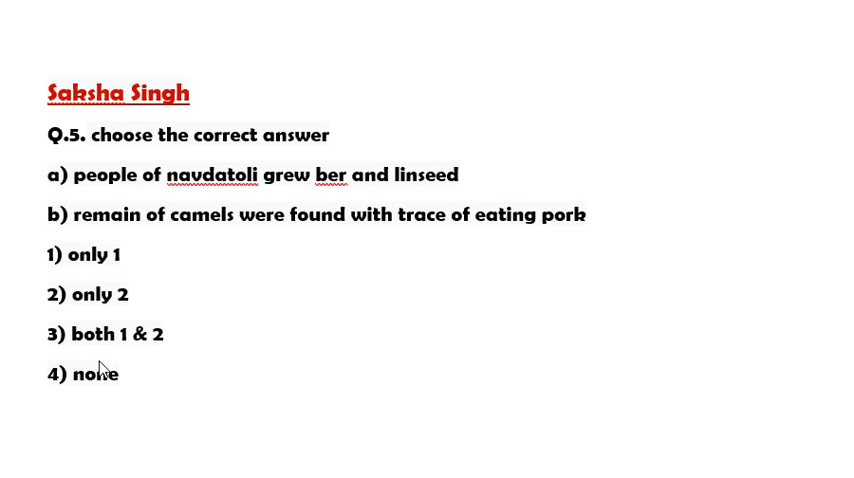 Saksha Singh
Q.5. choose the correct answer
a) people of navdatoli grew ber and linseed
b) remain of camels were found with trace of eating pork
1) only 1
2) only 2
3) both 1 & 2
4) none